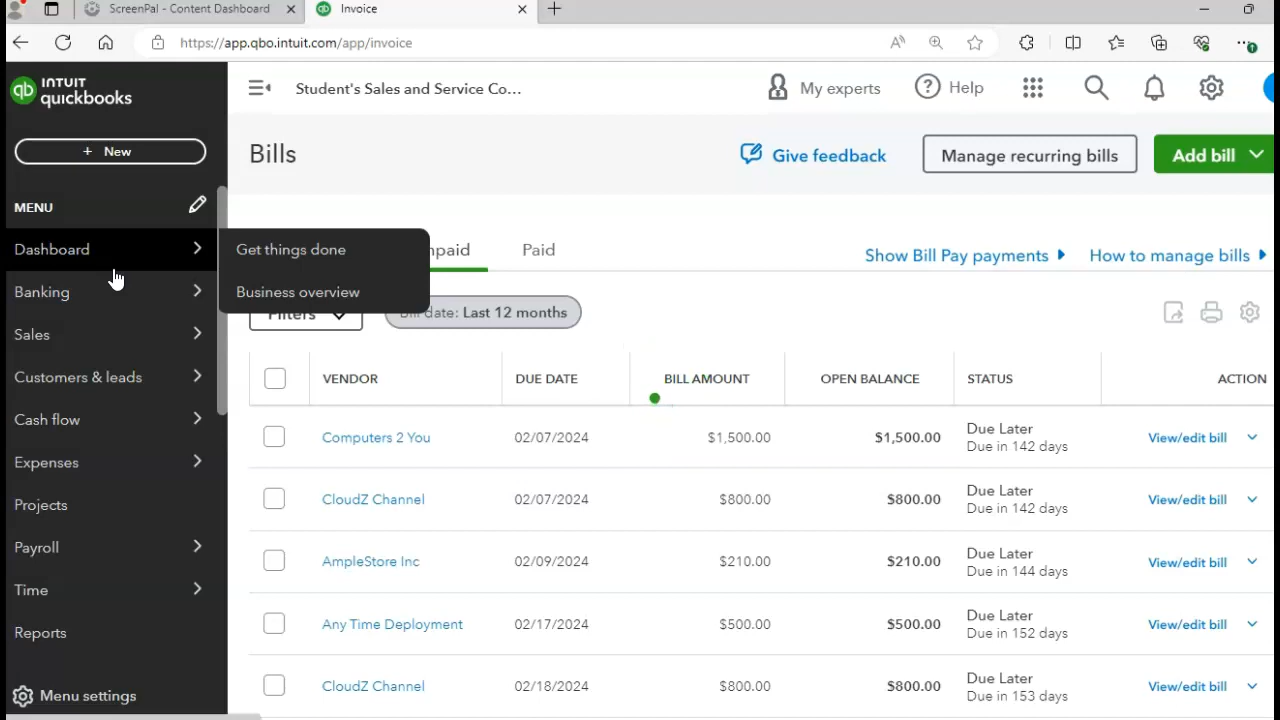 ScreenPal - Content Dashboard
Invoice
https://app.qbo.intuit.com/app/invoice
INTUIT
quickbooks
Student's Sales and Service Co...
My experts
Help
+ New
Bills
Give feedback
Manage recurring bills
Add bill
MENU
Dashboard
Get things done
Paid
Show Bill Pay payments
How to manage bills
Banking
Business overview
Filters
Bill date: Last 12 months
Sales
Customers & leads
Cash flow
Expenses
Projects
Payroll
Time
Reports
Menu settings
VENDOR DUE DATE BILL AMOUNT OPEN BALANCE STATUS ACTION
Computers 2 You 02/07/2024 $1,500.00 $1,500.00 Due Later View/edit bill
Due in 142 days
CloudZ Channel 02/07/2024 $800.00 $800.00 Due Later View/edit bill
Due in 142 days
AmpleStore Inc 02/09/2024 $210.00 $210.00 Due Later View/edit bill
Due in 144 days
Any Time Deployment 02/17/2024 $500.00 $500.00 Due Later View/edit bill
Due in 152 days
CloudZ Channel 02/18/2024 $800.00 $800.00 Due Later View/edit bill
Due in 153 days